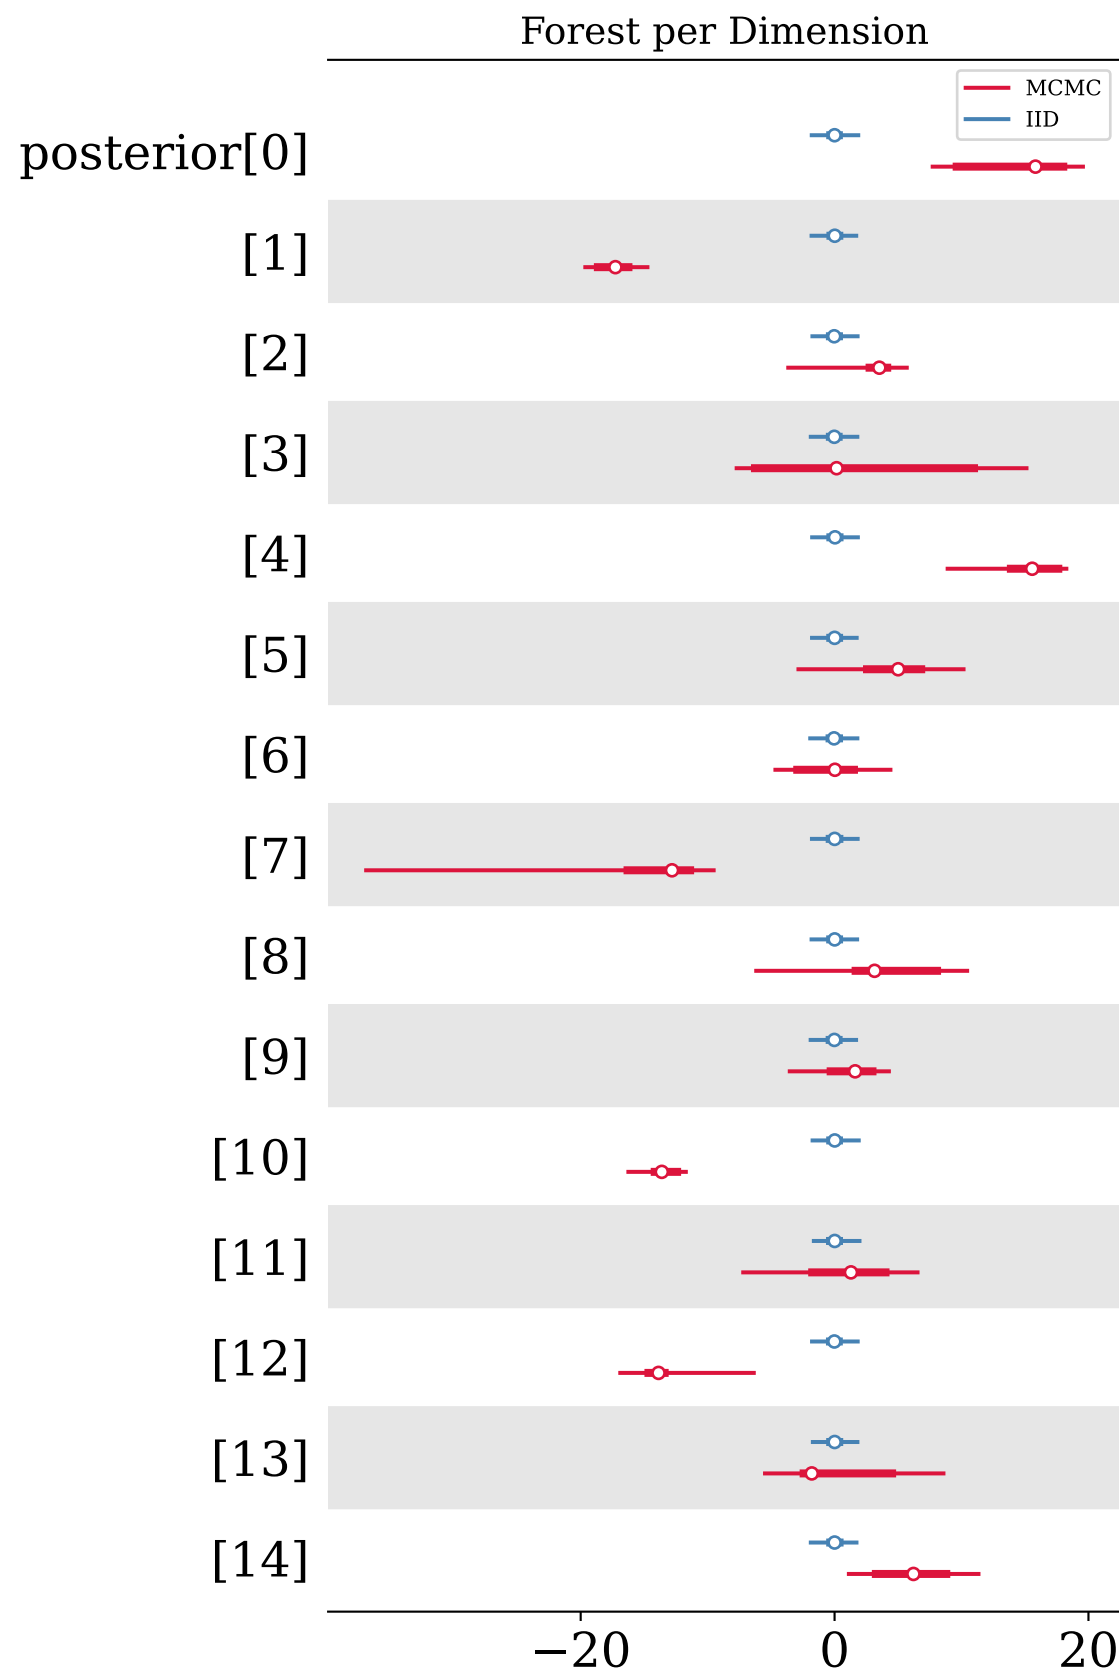 Forest per Dimension
MCMC
IID
posterior[0]
[1]
[2]
[3]
[4]
[5]
[6]
[7]
[8]
[9]
[10]
[11]
[12]
[13]
[14]
−20 0 20